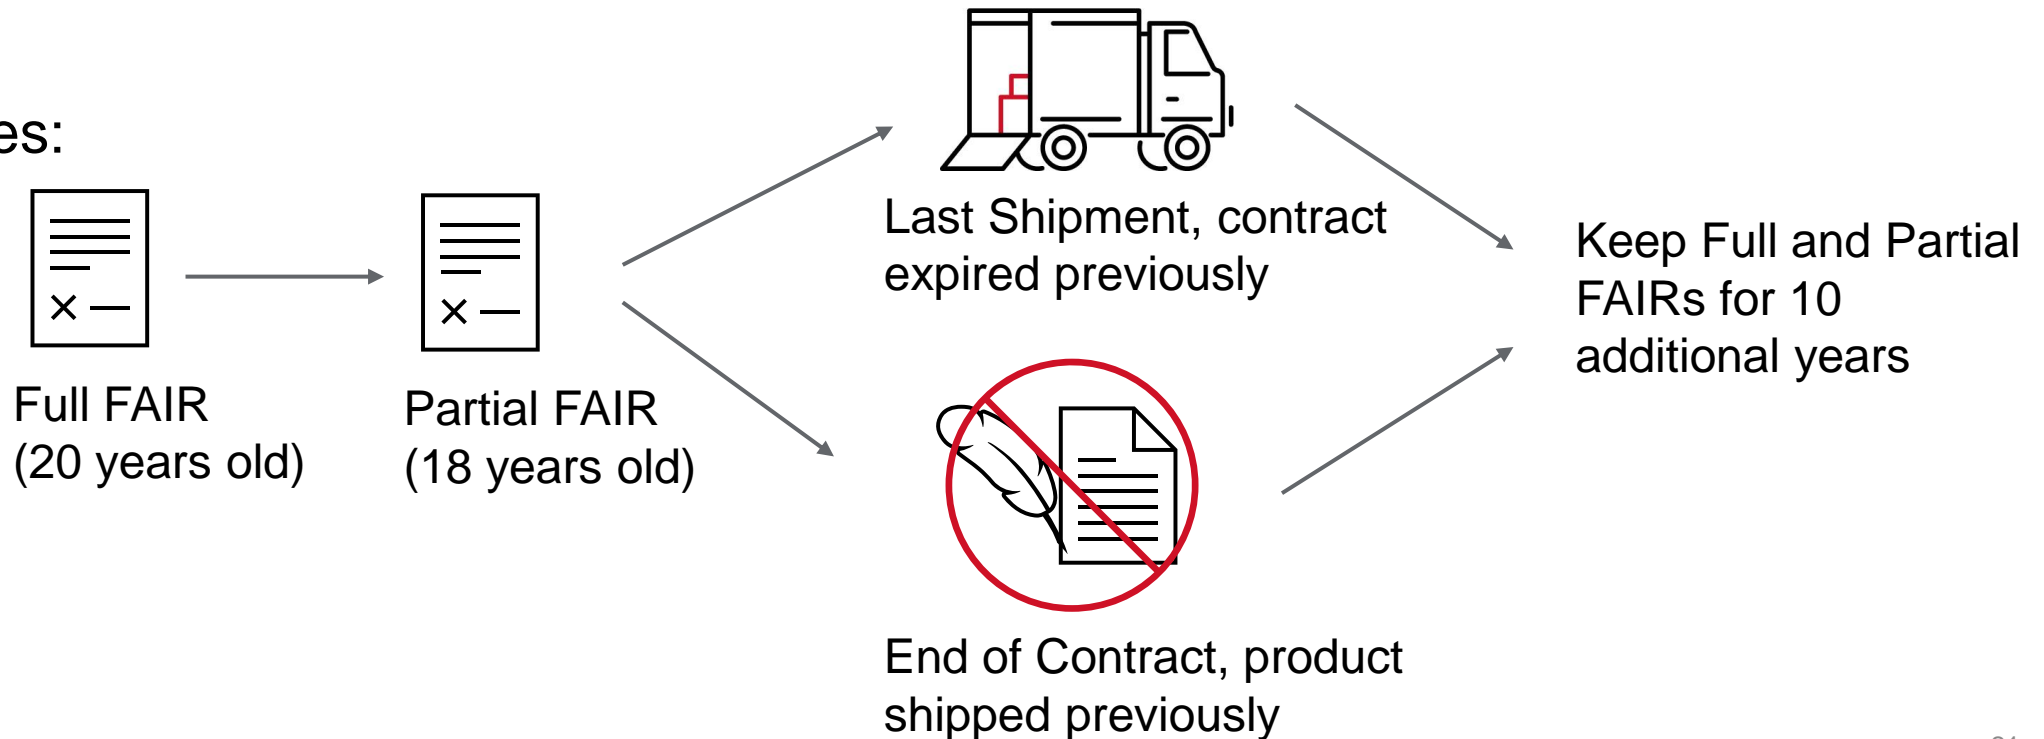 es:
Full FAIR
(20 years old)
Partial FAIR
(18 years old)
Last Shipment, contract
expired previously
End of Contract, product
shipped previously
Keep Full and Partial
FAIRs for 10
additional years